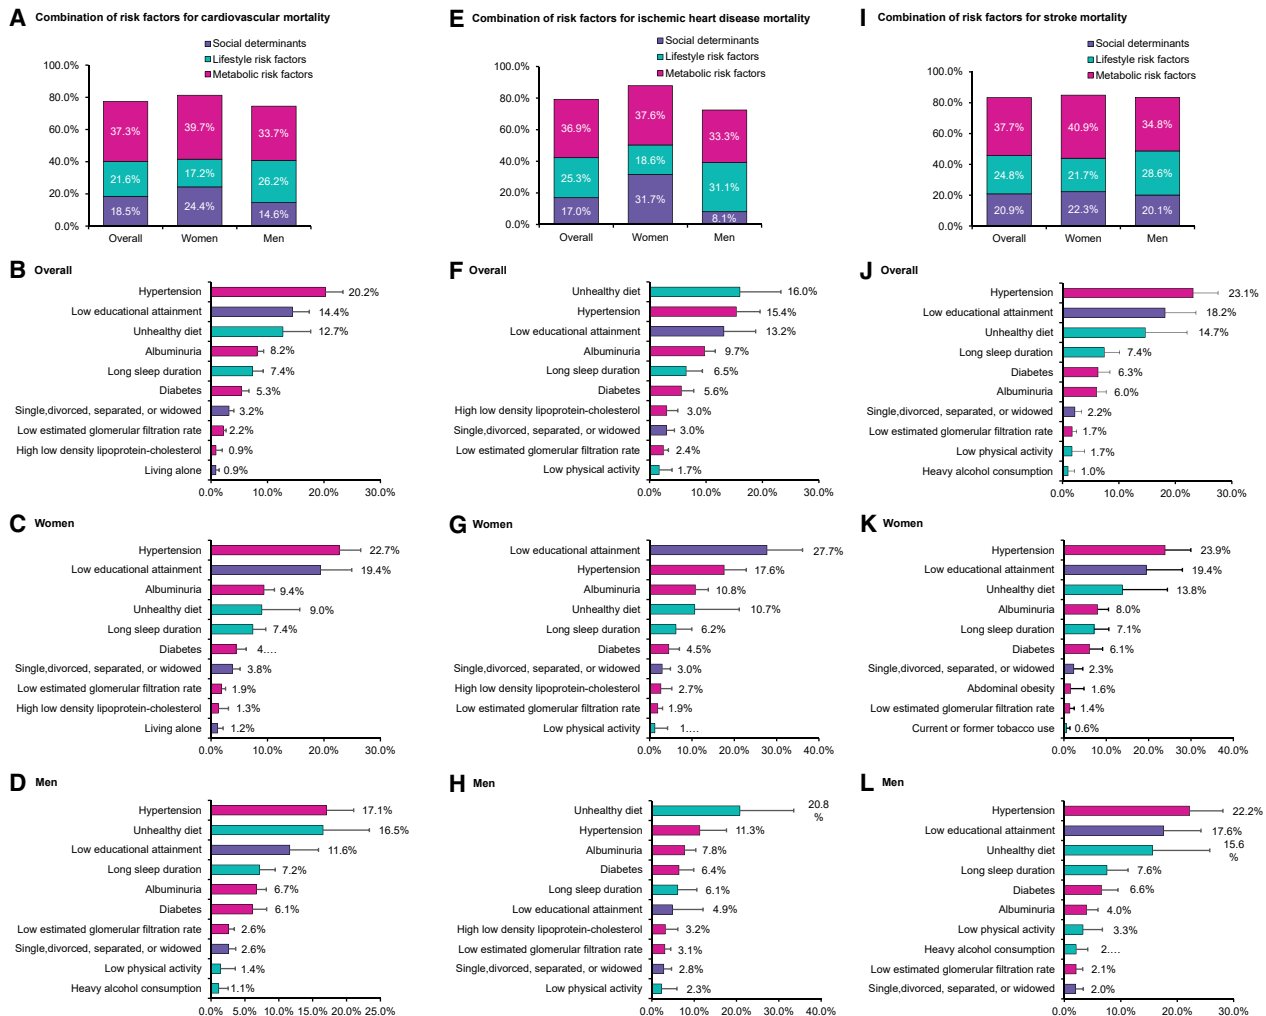 A Combination of risk factors for cardiovascular mortality
Social determinants
Lifestyle risk factors
Metabolic risk factors
100.0%
80.0%
60.0%
40.0%
20.0%
0.0%
37.3%
39.7%
33.7%
21.6%
17.2%
26.2%
18.5%
24.4%
14.6%
Overall Women Men
E Combination of risk factors for ischemic heart disease mortality
Social determinants
Lifestyle risk factors
Metabolic risk factors
100.0%
80.0%
60.0%
40.0%
20.0%
0.0%
36.9%
37.6%
33.3%
25.3%
18.6%
31.1%
17.0%
31.7%
8.1%
Overall Women Men
I Combination of risk factors for stroke mortality
Social determinants
Lifestyle risk factors
Metabolic risk factors
100.0%
80.0%
60.0%
40.0%
20.0%
0.0%
37.7%
40.9%
34.8%
24.8%
21.7%
28.6%
20.9%
22.3%
20.1%
Overall Women Men
B Overall
Hypertension 20.2%
Low educational attainment 14.4%
Unhealthy diet 12.7%
Albuminuria 8.2%
Long sleep duration 7.4%
Diabetes 5.3%
Single,divorced, separated, or widowed 3.2%
Low estimated glomerular filtration rate 2.2%
High low density lipoprotein-cholesterol 0.9%
Living alone 0.9%
0.0% 10.0% 20.0% 30.0%
F Overall
Unhealthy diet 16.0%
Hypertension 15.4%
Low educational attainment 13.2%
Albuminuria 9.7%
Long sleep duration 6.5%
Diabetes 5.6%
High low density lipoprotein-cholesterol 3.0%
Single,divorced, separated, or widowed 3.0%
Low estimated glomerular filtration rate 2.4%
Low physical activity 1.7%
0.0% 10.0% 20.0% 30.0%
J Overall
Hypertension 23.1%
Low educational attainment 18.2%
Unhealthy diet 14.7%
Long sleep duration 7.4%
Diabetes 6.3%
Albuminuria 6.0%
Single,divorced, separated, or widowed 2.2%
Low estimated glomerular filtration rate 1.7%
Low physical activity 1.7%
Heavy alcohol consumption 1.0%
0.0% 10.0% 20.0% 30.0%
C Women
Hypertension 22.7%
Low educational attainment 19.4%
Albuminuria 9.4%
Unhealthy diet 9.0%
Long sleep duration 7.4%
Diabetes 4....
Single,divorced, separated, or widowed 3.8%
Low estimated glomerular filtration rate 1.9%
High low density lipoprotein-cholesterol 1.3%
Living alone 1.2%
0.0% 10.0% 20.0% 30.0%
G Women
Low educational attainment 27.7%
Hypertension 17.6%
Albuminuria 10.8%
Unhealthy diet 10.7%
Long sleep duration 6.2%
Diabetes 4.5%
Single,divorced, separated, or widowed 3.0%
High low density lipoprotein-cholesterol 2.7%
Low estimated glomerular filtration rate 1.9%
Low physical activity 1....
0.0% 10.0% 20.0% 30.0% 40.0%
K Women
Hypertension 23.9%
Low educational attainment 19.4%
Unhealthy diet 13.8%
Albuminuria 8.0%
Long sleep duration 7.1%
Diabetes 6.1%
Single,divorced, separated, or widowed 2.3%
Abdominal obesity 1.6%
Low estimated glomerular filtration rate 1.4%
Current or former tobacco use 0.6%
0.0% 10.0% 20.0% 30.0% 40.0%
D Men
Hypertension 17.1%
Unhealthy diet 16.5%
Low educational attainment 11.6%
Long sleep duration 7.2%
Albuminuria 6.7%
Diabetes 6.1%
Low estimated glomerular filtration rate 2.6%
Single,divorced, separated, or widowed 2.6%
Low physical activity 1.4%
Heavy alcohol consumption 1.1%
0.0% 5.0% 10.0% 15.0% 20.0% 25.0%
H Men
Unhealthy diet 20.8
%
Hypertension 11.3%
Albuminuria 7.8%
Diabetes 6.4%
Long sleep duration 6.1%
Low educational attainment 4.9%
High low density lipoprotein-cholesterol 3.2%
Low estimated glomerular filtration rate 3.1%
Single,divorced, separated, or widowed 2.8%
Low physical activity 2.3%
0.0% 10.0% 20.0% 30.0% 40.0%
L Men
Hypertension 22.2%
Low educational attainment 17.6%
Unhealthy diet 15.6
%
Long sleep duration 7.6%
Diabetes 6.6%
Albuminuria 4.0%
Low physical activity 3.3%
Heavy alcohol consumption 2....
Low estimated glomerular filtration rate 2.1%
Single,divorced, separated, or widowed 2.0%
0.0% 10.0% 20.0% 30.0%